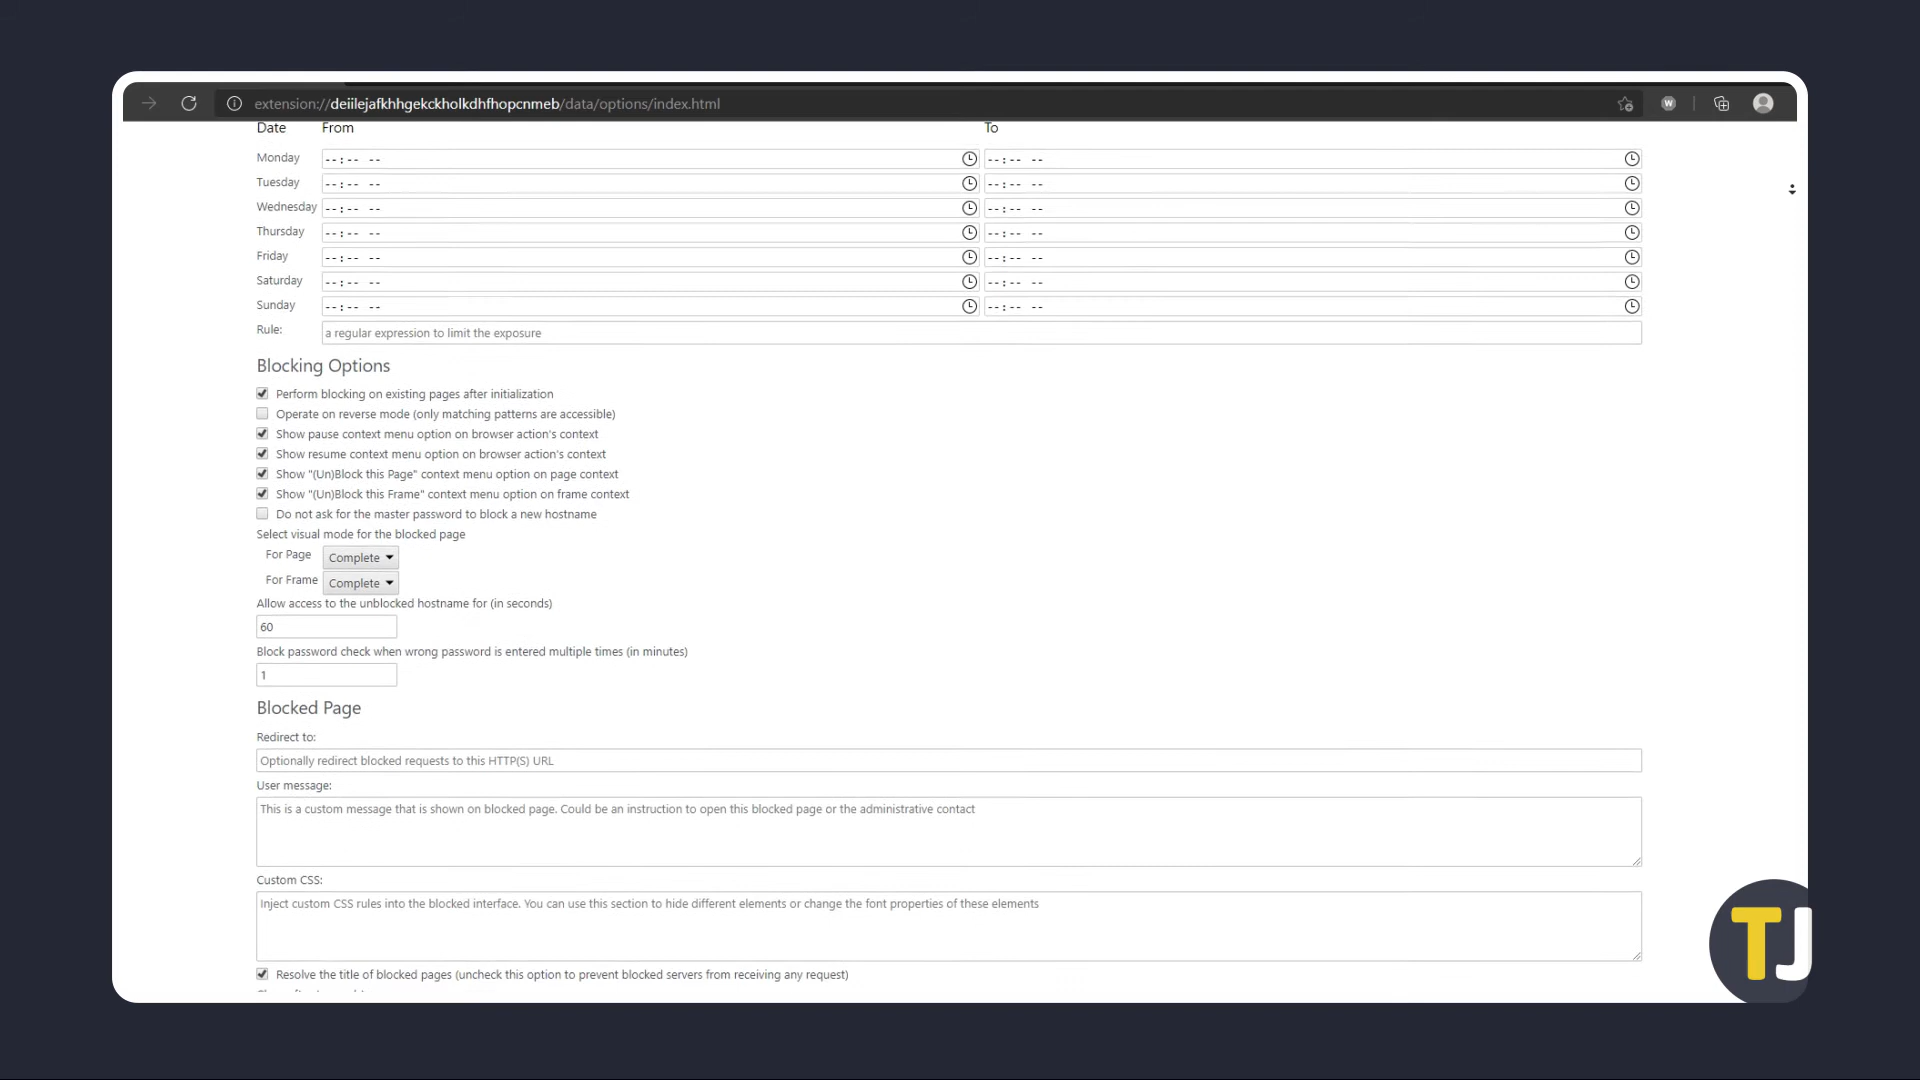 extension://deiilejafkhhgekckholkdhfhopcnmeb/data/options/index.html
W
Date From To
Monday --:-- -- --:-- --
Tuesday --:-- -- --:-- --
Wednesday --:-- -- --:-- --
Thursday --:-- -- --:-- --
Friday --:-- -- --:-- --
Saturday --:-- -- --:-- --
Sunday --:-- -- --:-- --
Rule: a regular expression to limit the exposure
Blocking Options
Perform blocking on existing pages after initialization
Operate on reverse mode (only matching patterns are accessible)
Show pause context menu option on browser action's context
Show resume context menu option on browser action's context
Show "(Un)Block this Page" context menu option on page context
Show "(Un)Block this Frame" context menu option on frame context
Do not ask for the master password to block a new hostname
Select visual mode for the blocked page
For Page Complete
For Frame Complete
Allow access to the unblocked hostname for (in seconds)
60
Block password check when wrong password is entered multiple times (in minutes)
1
Blocked Page
Redirect to:
Optionally redirect blocked requests to this HTTP(S) URL
User message:
This is a custom message that is shown on blocked page. Could be an instruction to open this blocked page or the administrative contact
Custom CSS:
Inject custom CSS rules into the blocked interface. You can use this section to hide different elements or change the font properties of these elements
Resolve the title of blocked pages (uncheck this option to prevent blocked servers from receiving any request)
TJ